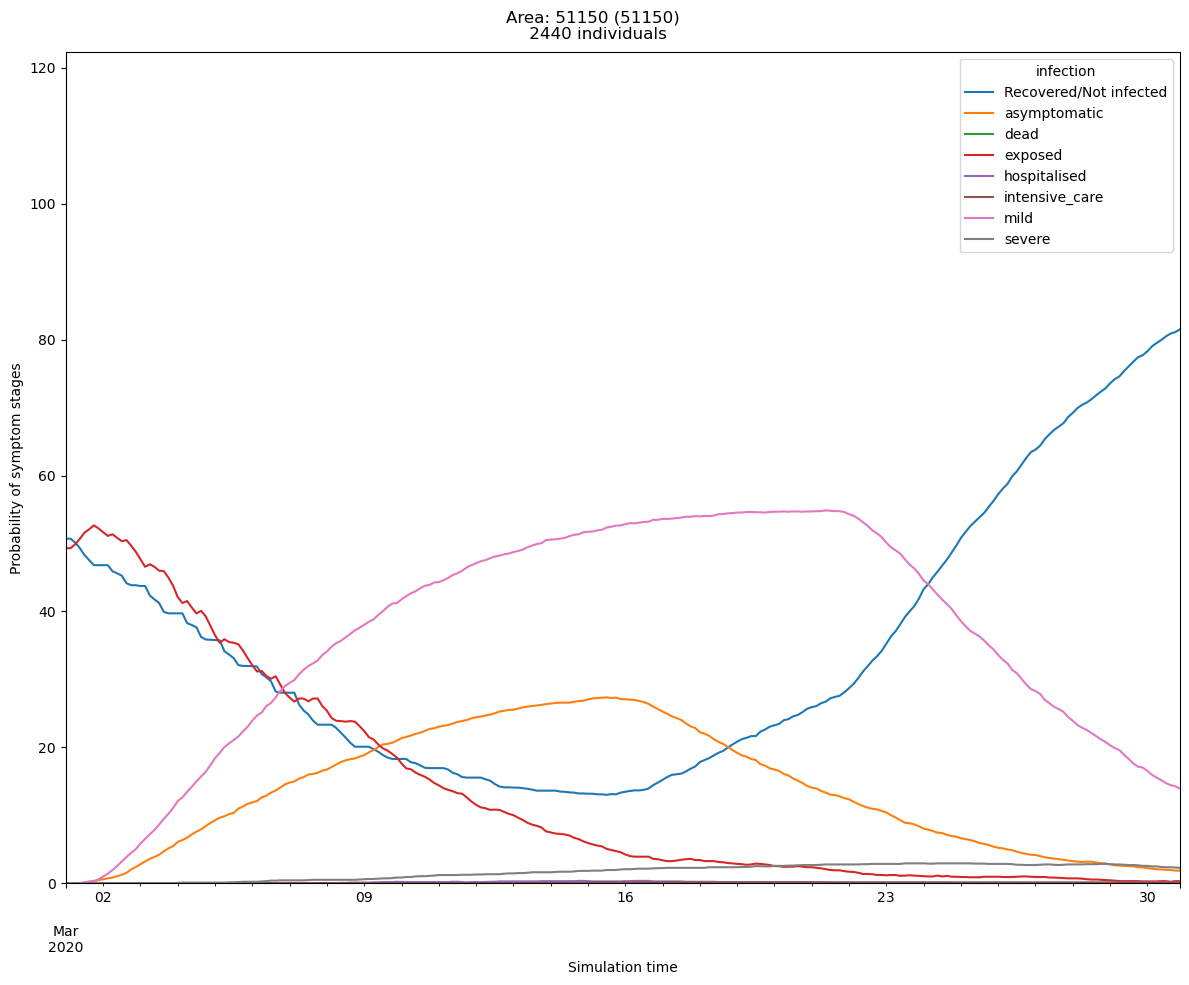 Area: 51150 (51150)
2440 individuals
120
100
80
60
40
20
0
Probability of symptom stages
infection
Recovered/Not infected
asymptomatic
dead
exposed
hospitalised
intensive_care
mild
severe
02
09
16
23
30
Mar
2020
Simulation time